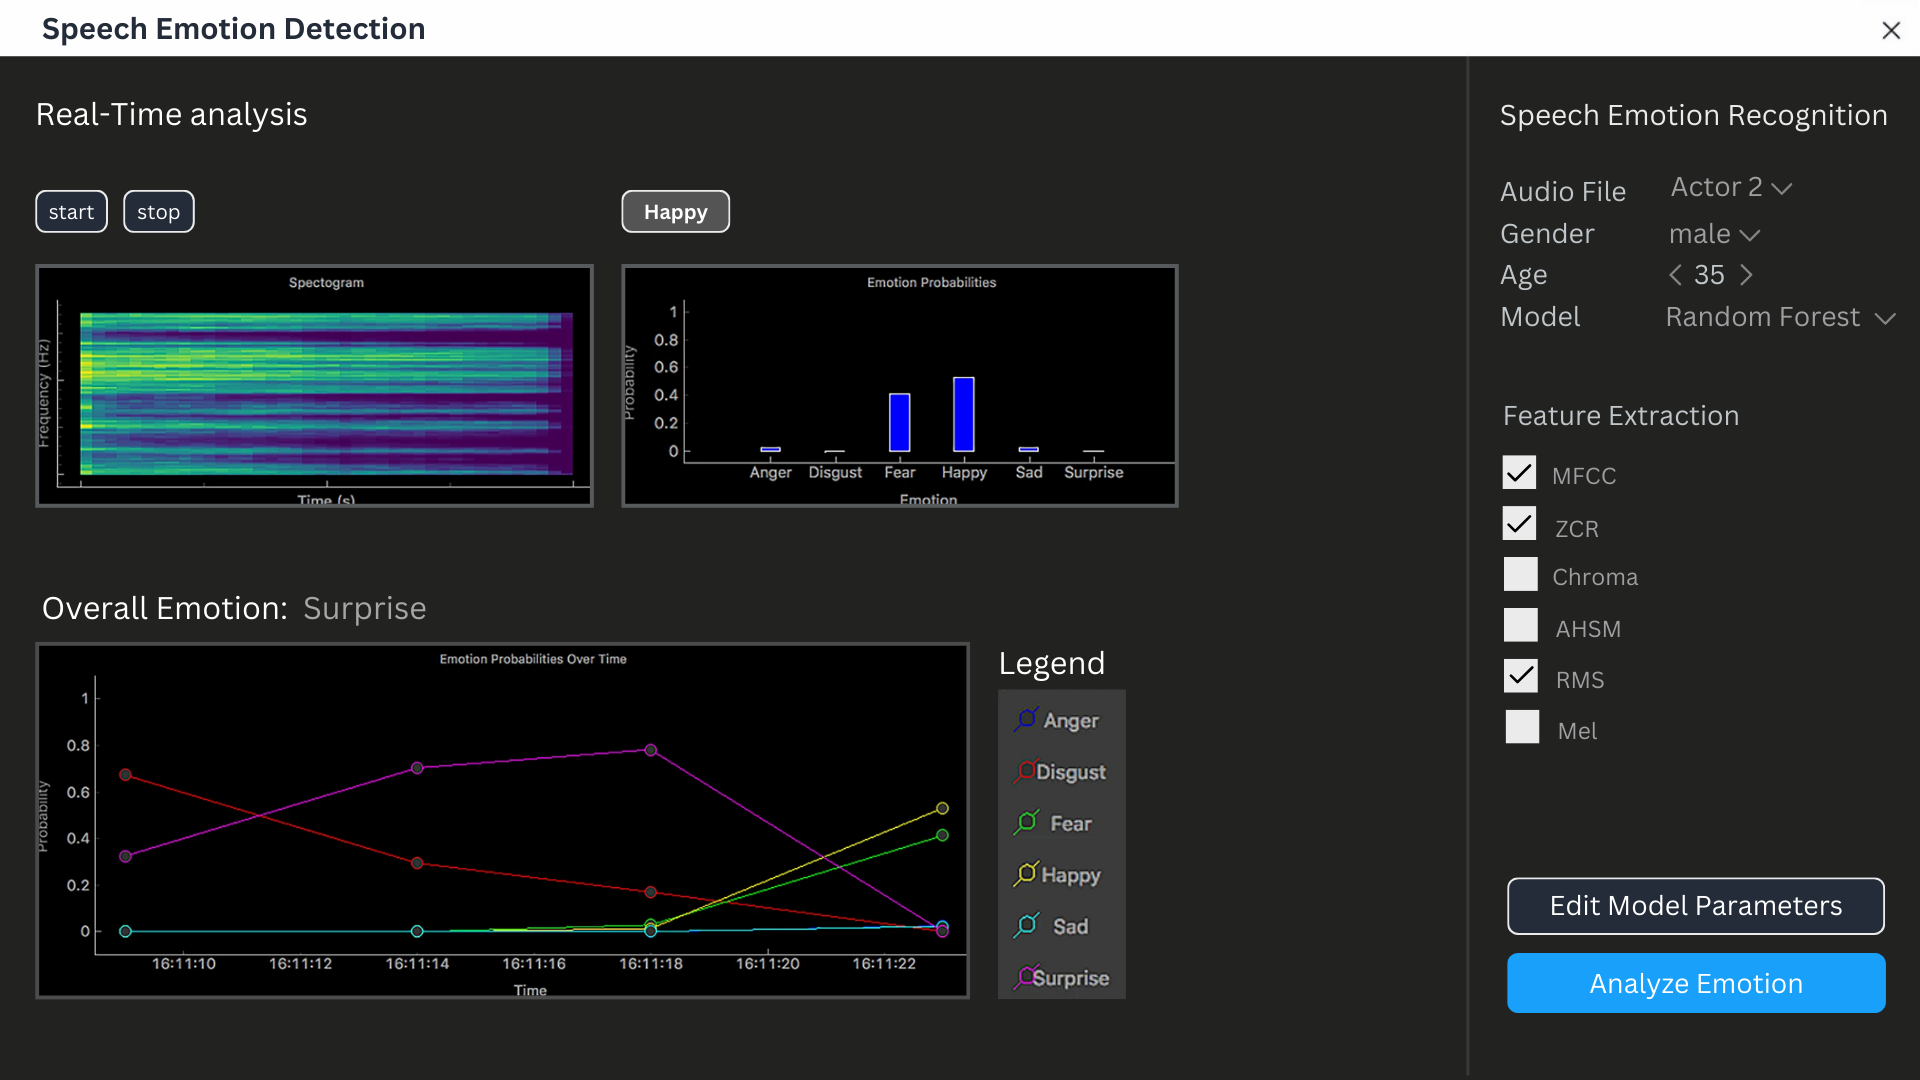 Speech Emotion Detection
Real-Time analysis
start stop
Happy
Spectogram
Frequency (Hz)
Time (s)
Emotion Probabilities
Probability
1
0.8
0.6
0.4
0.2
0
Anger Disgust Fear Happy Sad Surprise
Emotion
Overall Emotion: Surprise
Emotion Probabilities Over Time
Probability
1
0.8
0.6
0.4
0.2
0
16:11:10 16:11:12 16:11:14 16:11:16 16:11:18 16:11:20 16:11:22
Time
Legend
Anger
Disgust
Fear
Happy
Sad
Surprise
Speech Emotion Recognition
Audio File Actor 2
Gender male
Age < 35 >
Model Random Forest
Feature Extraction
MFCC
ZCR
Chroma
AHSM
RMS
Mel
Edit Model Parameters
Analyze Emotion